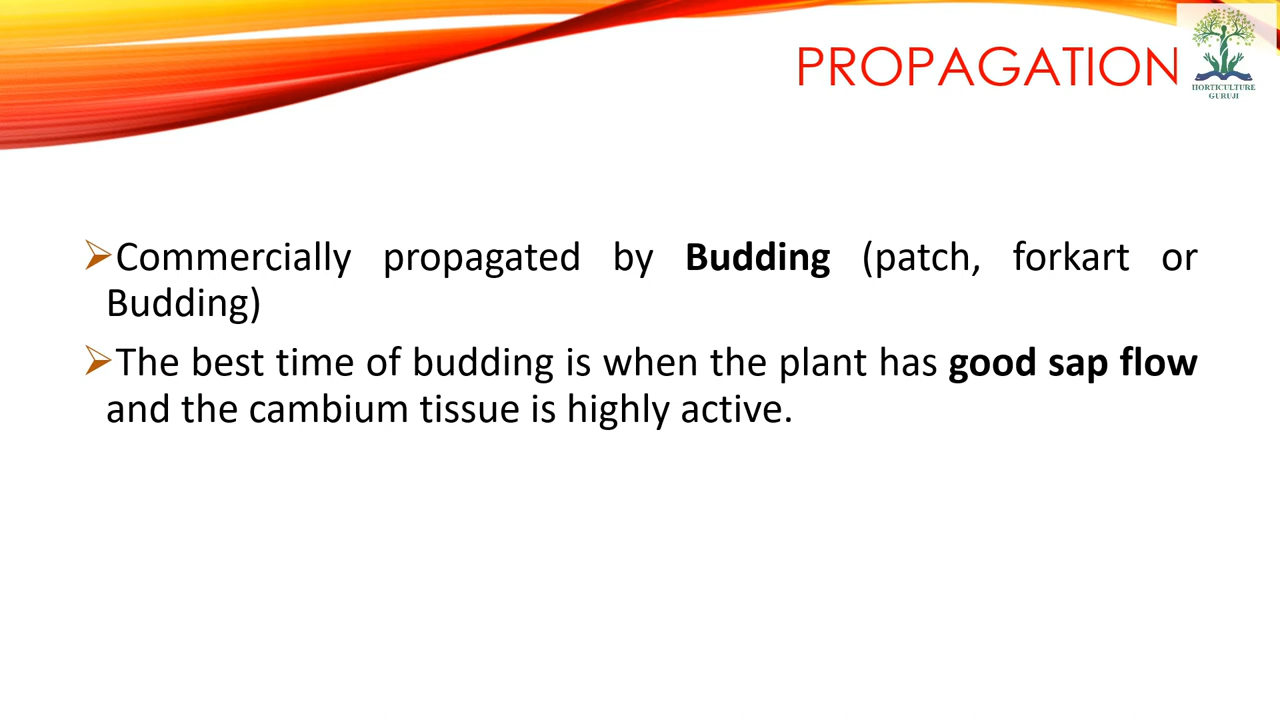 PROPAGATION
HORTICULTURE
GURUJI
➢Commercially propagated by Budding (patch, forkart or
Budding)
➢The best time of budding is when the plant has good sap flow
and the cambium tissue is highly active.